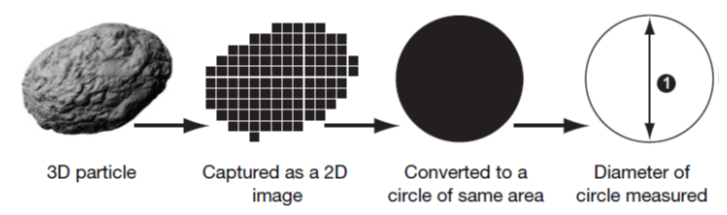 1
3D particle
Captured as a 2D
image
Converted to a
circle of same area
Diameter of
circle measured